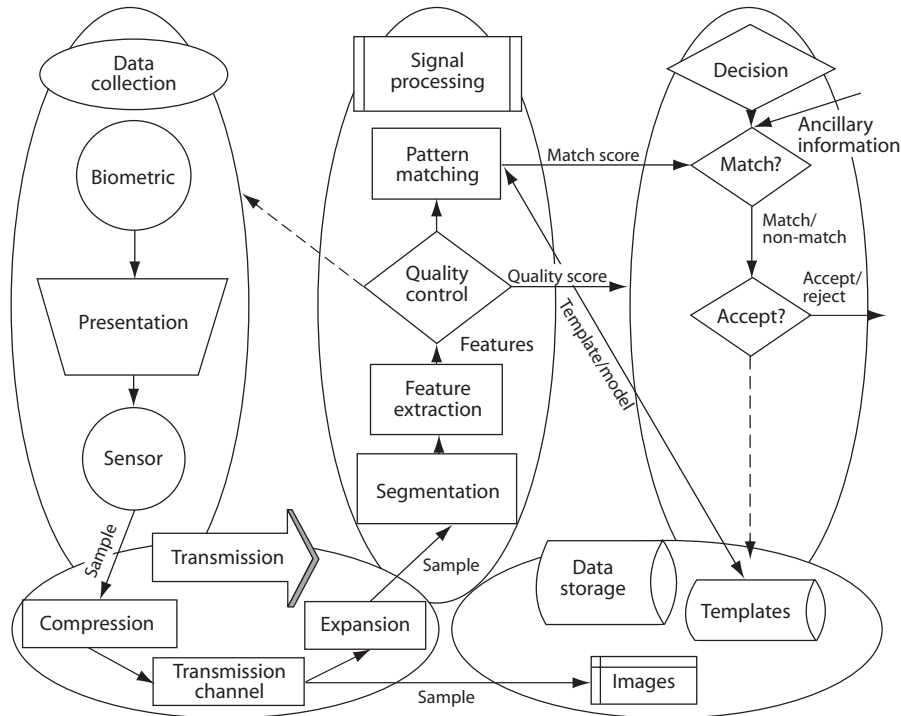 Data
collection
Biometric
Presentation
Sensor
Sample
Transmission
Compression
Transmission
channel
Expansion
Sample
Sample
Signal
processing
Pattern
matching
Quality
control
Features
Feature
extraction
Segmentation
Match score
Quality score
Template/model
Decision
Ancillary
information
Match?
Match/
non-match
Accept/
reject
Accept?
Data
storage
Templates
Images